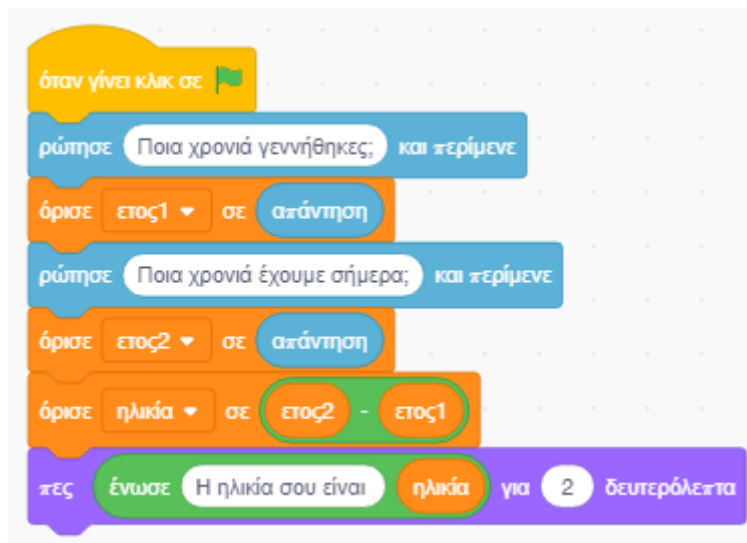 όταν γίνει κλικ σε
ρώτησε Ποια χρονιά γεννήθηκες; και περίμενε
όρισε ετος1 σε απάντηση
ρώτησε Ποια χρονιά έχουμε σήμερα; και περίμενε
όρισε ετος2 σε απάντηση
όρισε ηλικία σε ετος2 - ετος1
πες ένωσε Η ηλικία σου είναι ηλικία για 2 δευτερόλεπτα